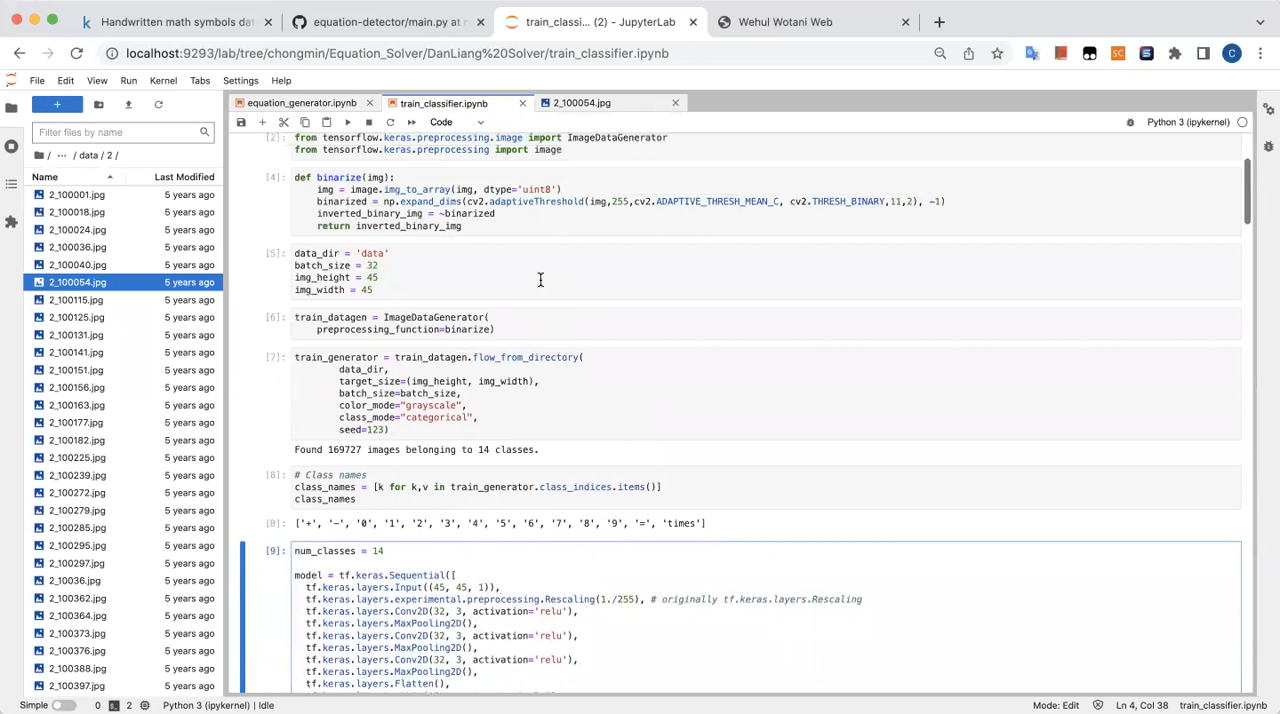 Handwritten math symbols dat
equation-detector/main.py at m
train_classi... (2) - JupyterLab
Wehul Wotani Web
localhost:9293/lab/tree/chongmin/Equation_Solver/DanLiang%20Solver/train_classifier.ipynb
File Edit View Run Kernel Tabs Settings Help
equation_generator.ipynb
train_classifier.ipynb
2_100054.jpg
Filter files by name
Code
Python 3 (ipykernel)
/ ... / data / 2 /
Name Last Modified
2_100001.jpg 5 years ago
2_100018.jpg 5 years ago
2_100024.jpg 5 years ago
2_100036.jpg 5 years ago
2_100040.jpg 5 years ago
2_100054.jpg 5 years ago
2_100115.jpg 5 years ago
2_100125.jpg 5 years ago
2_100131.jpg 5 years ago
2_100141.jpg 5 years ago
2_100151.jpg 5 years ago
2_100156.jpg 5 years ago
2_100163.jpg 5 years ago
2_100177.jpg 5 years ago
2_100182.jpg 5 years ago
2_100225.jpg 5 years ago
2_100239.jpg 5 years ago
2_100272.jpg 5 years ago
2_100279.jpg 5 years ago
2_100285.jpg 5 years ago
2_100295.jpg 5 years ago
2_100297.jpg 5 years ago
2_10036.jpg 5 years ago
2_100362.jpg 5 years ago
2_100364.jpg 5 years ago
2_100373.jpg 5 years ago
2_100376.jpg 5 years ago
2_100388.jpg 5 years ago
2_100397.jpg 5 years ago
[2]: from tensorflow.keras.preprocessing.image import ImageDataGenerator
from tensorflow.keras.preprocessing import image
[4]: def binarize(img):
img = image.img_to_array(img, dtype='uint8')
binarized = np.expand_dims(cv2.adaptiveThreshold(img,255,cv2.ADAPTIVE_THRESH_MEAN_C, cv2.THRESH_BINARY,11,2), -1)
inverted_binary_img = ~binarized
return inverted_binary_img
[5]: data_dir = 'data'
batch_size = 32
img_height = 45
img_width = 45
[6]: train_datagen = ImageDataGenerator(
preprocessing_function=binarize)
[7]: train_generator = train_datagen.flow_from_directory(
data_dir,
target_size=(img_height, img_width),
batch_size=batch_size,
color_mode="grayscale",
class_mode="categorical",
seed=123)
Found 169727 images belonging to 14 classes.
[8]: # Class names
class_names = [k for k,v in train_generator.class_indices.items()]
class_names
[8]: ['+', '-', '0', '1', '2', '3', '4', '5', '6', '7', '8', '9', '=', 'times']
[9]: num_classes = 14
model = tf.keras.Sequential([
tf.keras.layers.Input((45, 45, 1)),
tf.keras.layers.experimental.preprocessing.Rescaling(1./255), # originally tf.keras.layers.Rescaling
tf.keras.layers.Conv2D(32, 3, activation='relu'),
tf.keras.layers.MaxPooling2D(),
tf.keras.layers.Conv2D(32, 3, activation='relu'),
tf.keras.layers.MaxPooling2D(),
tf.keras.layers.Conv2D(32, 3, activation='relu'),
tf.keras.layers.MaxPooling2D(),
tf.keras.layers.Flatten(),
Simple 0 2 Python 3 (ipykernel) | Idle
Mode: Edit Ln 4, Col 38 train_classifier.ipynb